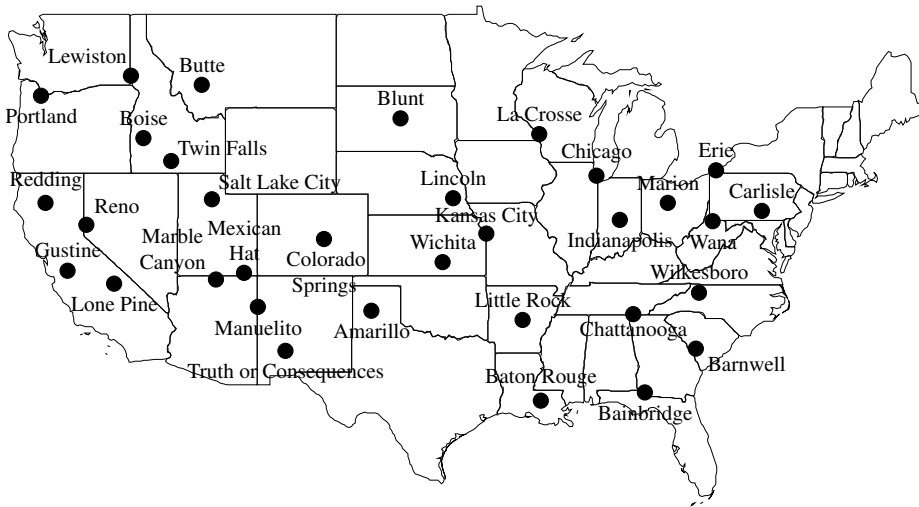 Lewiston
Butte
Portland
Boise
Blunt
La Crosse
Twin Falls
Chicago
Erie
Redding
Salt Lake City
Lincoln
Marion
Carlisle
Reno
Kansas City
Mexican
Hat
Marble
Canyon
Wichita
Indianapolis
Wana
Gustine
Colorado
Springs
Wilkesboro
Lone Pine
Little Rock
Manuelito
Amarillo
Chattanooga
Barnwell
Truth or Consequences
Baton Rouge
Bainbridge